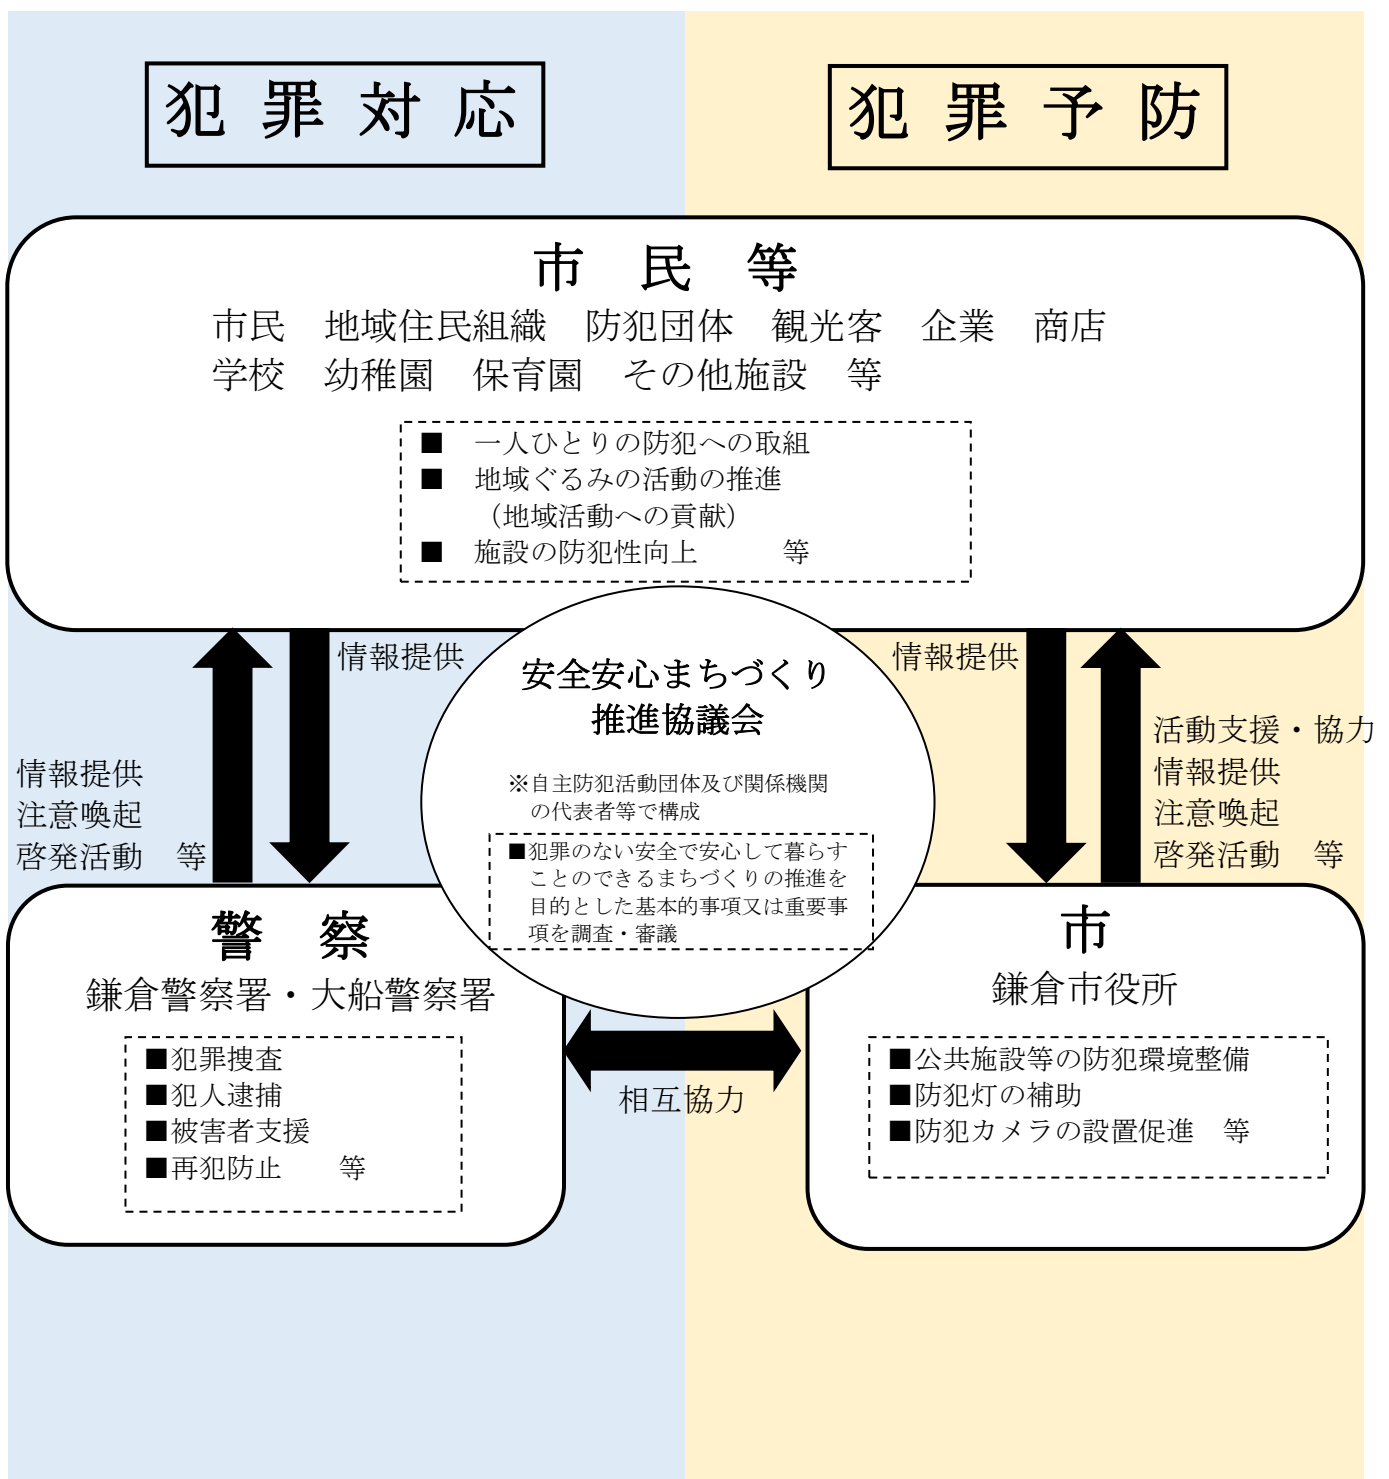 犯罪対応
犯罪予防
市　民　等
市民　地域住民組織　防犯団体　観光客　企業　商店
学校　幼稚園　保育園　その他施設　等
■　一人ひとりの防犯への取組
■　地域ぐるみの活動の推進
（地域活動への貢献）
■　施設の防犯性向上　　　等
情報提供
情報提供
注意喚起
啓発活動　等
安全安心まちづくり
推進協議会
※自主防犯活動団体及び関係機関
の代表者等で構成
■犯罪のない安全で安心して暮らす
ことのできるまちづくりの推進を
目的とした基本的事項又は重要事
項を調査・審議
情報提供
活動支援・協力
情報提供
注意喚起
啓発活動　等
警　察
鎌倉警察署・大船警察署
■犯罪捜査
■犯人逮捕
■被害者支援
■再犯防止　　等
相互協力
市
鎌倉市役所
■公共施設等の防犯環境整備
■防犯灯の補助
■防犯カメラの設置促進　等